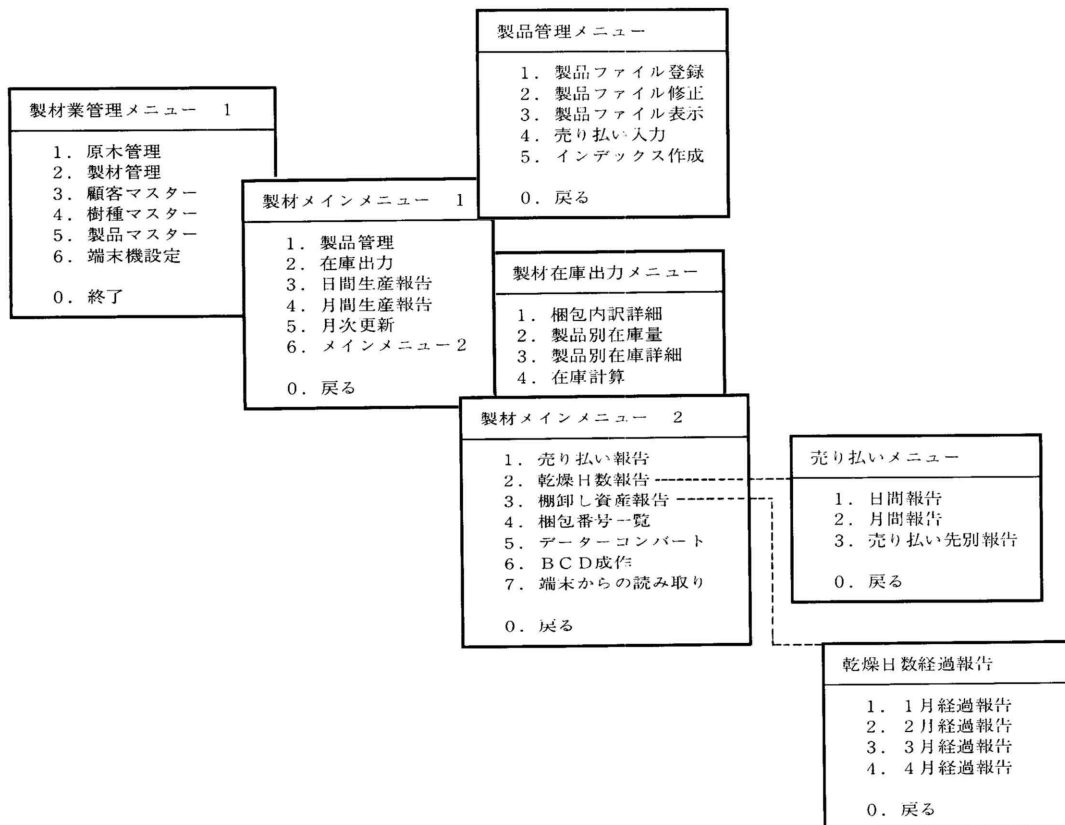 製品管理メニュー
1. 製品ファイル登録
2. 製品ファイル修正
3. 製品ファイル表示
4. 売り払い入力
5. インデックス作成
0. 戻る
製材業管理メニュー 1
1. 原木管理
2. 製材管理
3. 顧客マスター
4. 樹種マスター
5. 製品マスター
6. 端末機設定
0. 終了
製材メインメニュー 1
1. 製品管理
2. 在庫出力
3. 日間生産報告
4. 月間生産報告
5. 月次更新
6. メインメニュー2
0. 戻る
製材在庫出力メニュー
1. 梱包内訳詳細
2. 製品別在庫量
3. 製品別在庫詳細
4. 在庫計算
製材メインメニュー 2
1. 売り払い報告
2. 乾燥日数報告
3. 棚卸し資産報告
4. 梱包番号一覧
5. データーコンバート
6. BCD成作
7. 端末からの読み取り
0. 戻る
売り払いメニュー
1. 日間報告
2. 月間報告
3. 売り払い先別報告
0. 戻る
乾燥日数経過報告
1. 1月経過報告
2. 2月経過報告
3. 3月経過報告
4. 4月経過報告
0. 戻る